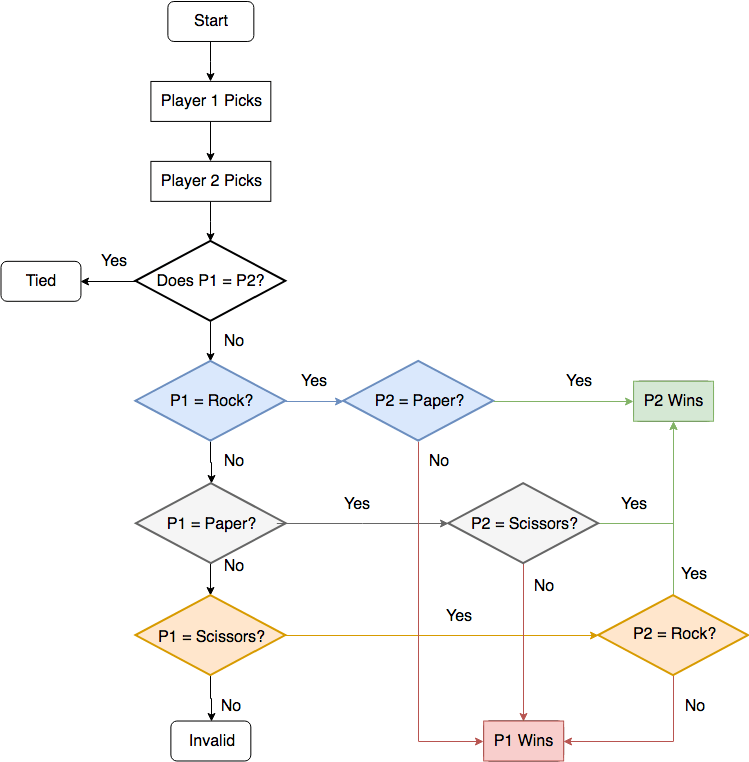 Start
Player 1 Picks
Player 2 Picks
Yes
Tied
Does P1 = P2?
No
P1 = Rock?
Yes
P2 = Paper?
Yes
P2 Wins
No
No
P1 = Paper?
Yes
P2 = Scissors?
Yes
No
No
Yes
P1 = Scissors?
Yes
P2 = Rock?
No
No
Invalid
P1 Wins